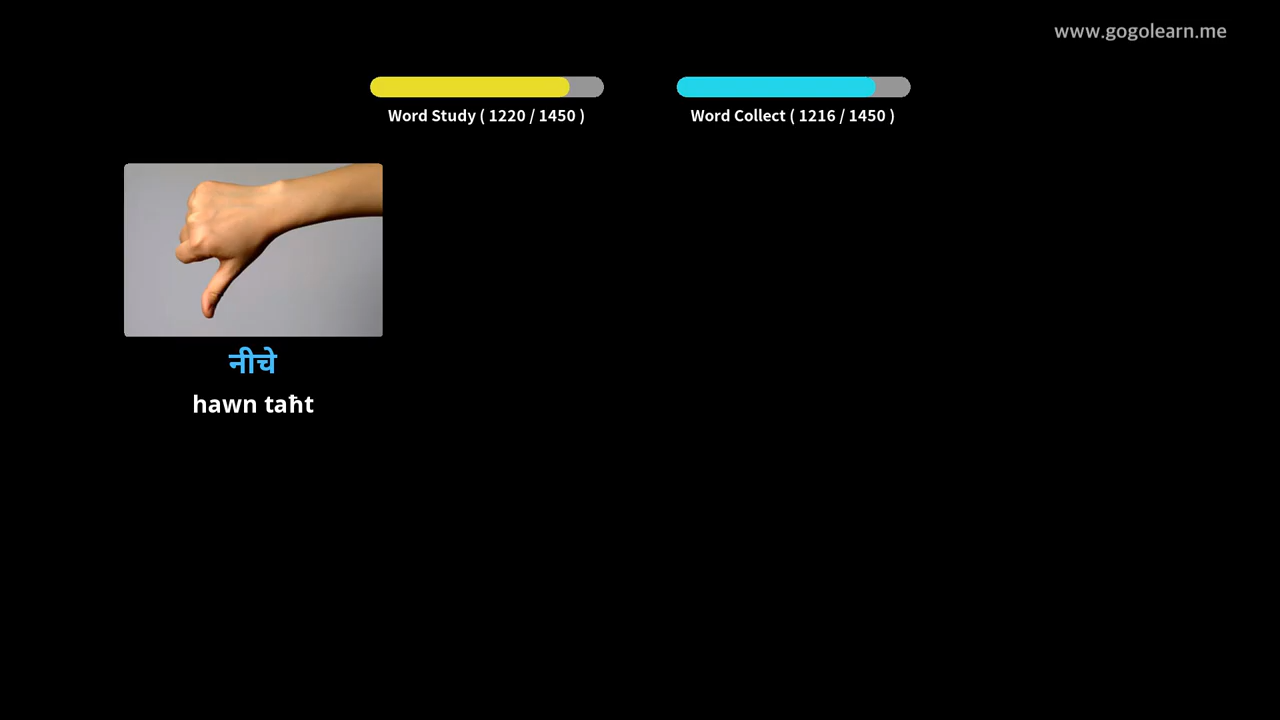 www.gogolearn.me
Word Study ( 1220 / 1450 )
Word Collect ( 1216 / 1450 )
नीचे
hawn taħt